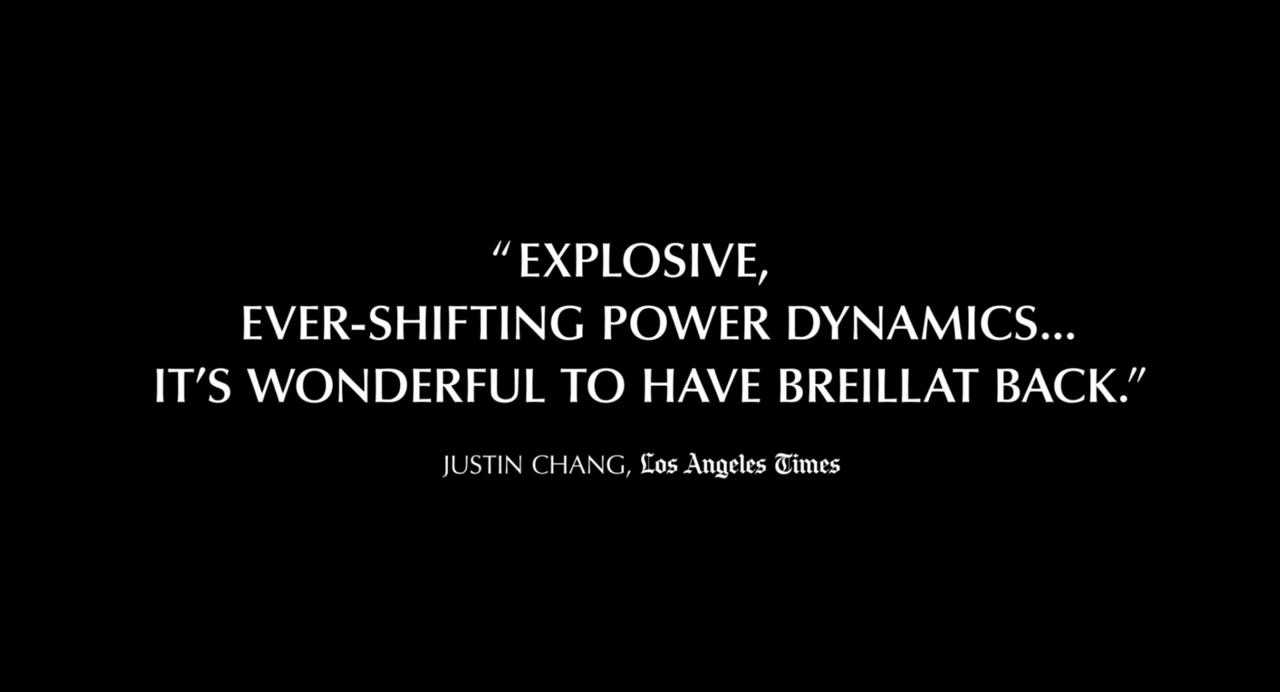 “EXPLOSIVE,
EVER-SHIFTING POWER DYNAMICS...
IT’S WONDERFUL TO HAVE BREILLAT BACK.”
JUSTIN CHANG, Los Angeles Times